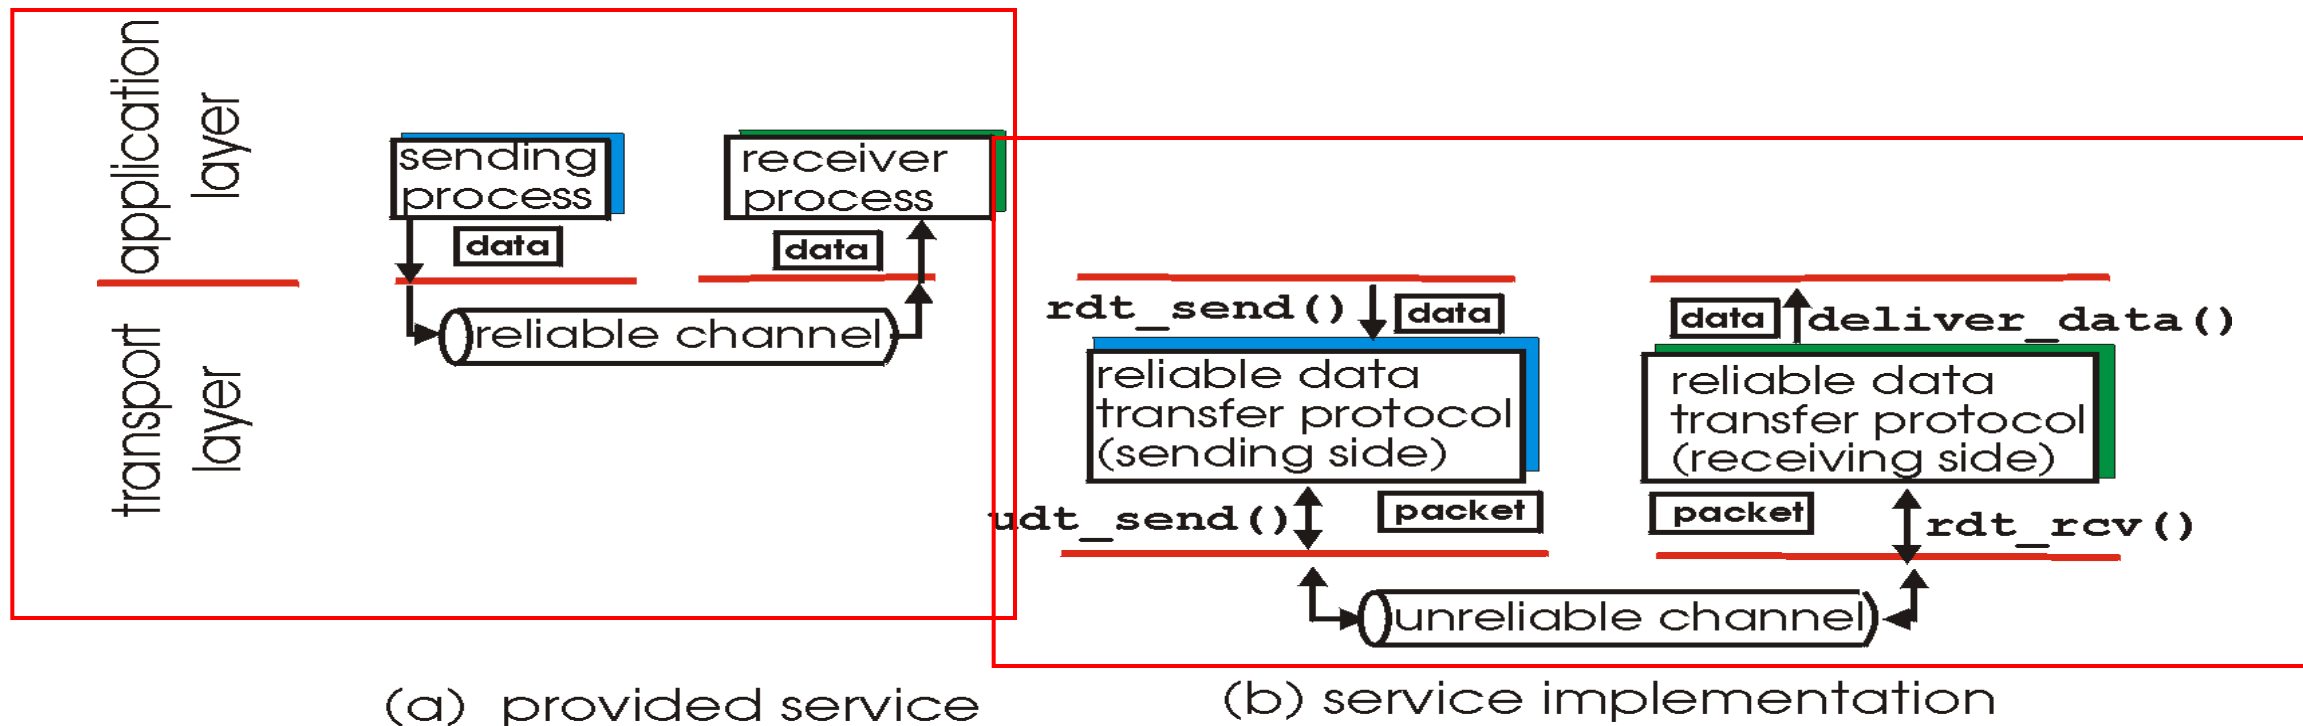 application
layer
transport
layer
sending
process
data
receiver
process
data
reliable channel
(a) provided service
rdt_send()
data
reliable data
transfer protocol
(sending side)
udt_send()
packet
data
deliver_data()
reliable data
transfer protocol
(receiving side)
packet
rdt_rcv()
unreliable channel
(b) service implementation